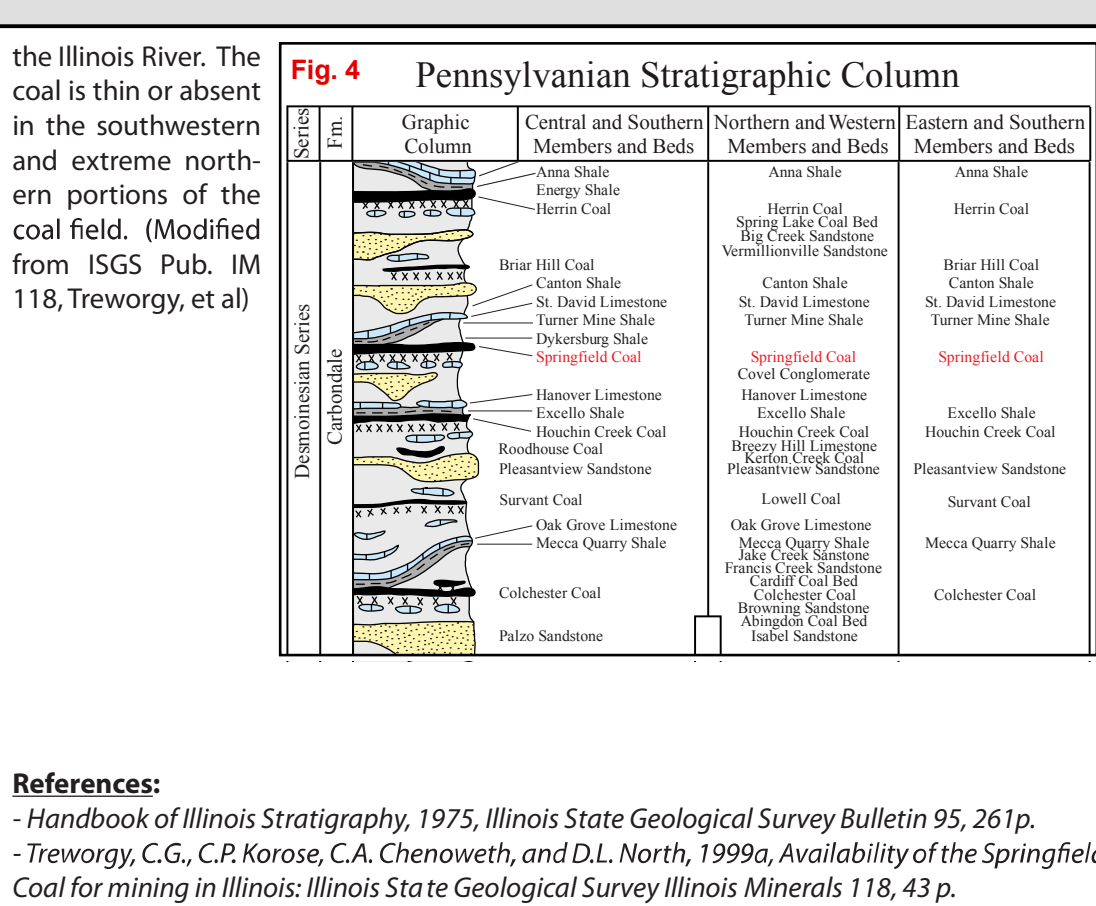 the Illinois River. The
coal is thin or absent
in the southwestern
and extreme north-
ern portions of the
coal field. (Modified
from ISGS Pub. IM
118, Treworgy, et al)
Fig. 4
Pennsylvanian Stratigraphic Column
Series
Fm.
Graphic
Column
Central and Southern
Members and Beds
Northern and Western
Members and Beds
Eastern and Southern
Members and Beds
Desmoinesian Series
Carbondale
Anna Shale
Energy Shale
Herrin Coal
Briar Hill Coal
Canton Shale
St. David Limestone
Turner Mine Shale
Dykersburg Shale
Springfield Coal
Hanover Limestone
Excello Shale
Houchin Creek Coal
Roodhouse Coal
Pleasantview Sandstone
Survant Coal
Oak Grove Limestone
Mecca Quarry Shale
Colchester Coal
Palzo Sandstone
Anna Shale
Herrin Coal
Spring Lake Coal Bed
Big Creek Sandstone
Vermillionville Sandstone
Canton Shale
St. David Limestone
Turner Mine Shale
Springfield Coal
Covel Conglomerate
Hanover Limestone
Excello Shale
Houchin Creek Coal
Breezy Hill Limestone
Kerton Creek Coal
Pleasantview Sandstone
Lowell Coal
Oak Grove Limestone
Mecca Quarry Shale
Jake Creek Sanstone
Francis Creek Sandstone
Cardiff Coal Bed
Colchester Coal
Browning Sandstone
Abingdon Coal Bed
Isabel Sandstone
Anna Shale
Herrin Coal
Briar Hill Coal
Canton Shale
St. David Limestone
Turner Mine Shale
Springfield Coal
Excello Shale
Houchin Creek Coal
Pleasantview Sandstone
Survant Coal
Mecca Quarry Shale
Colchester Coal
References:
- Handbook of Illinois Stratigraphy, 1975, Illinois State Geological Survey Bulletin 95, 261p.
- Treworgy, C.G., C.P. Korose, C.A. Chenoweth, and D.L. North, 1999a, Availability of the Springfield
Coal for mining in Illinois: Illinois State Geological Survey Illinois Minerals 118, 43 p.